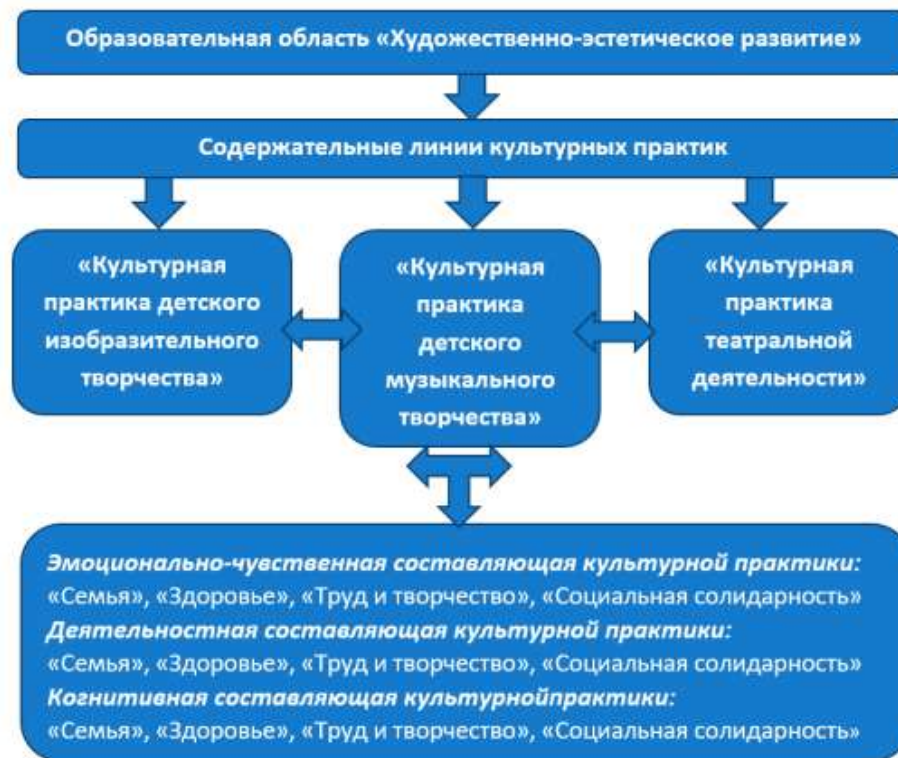 Образовательная область «Художественно-эстетическое развитие»
Содержательные линии культурных практик
«Культурная
практика детского
изобразительного
творчества»
«Культурная
практика
детского
музыкального
творчества»
«Культурная
практика
театральной
деятельности»
Эмоционально-чувственная составляющая культурной практики:
«Семья», «Здоровье», «Труд и творчество», «Социальная солидарность»
Деятельностная составляющая культурной практики:
«Семья», «Здоровье», «Труд и творчество», «Социальная солидарность»
Когнитивная составляющая культурнойпрактики:
«Семья», «Здоровье», «Труд и творчество», «Социальная солидарность»